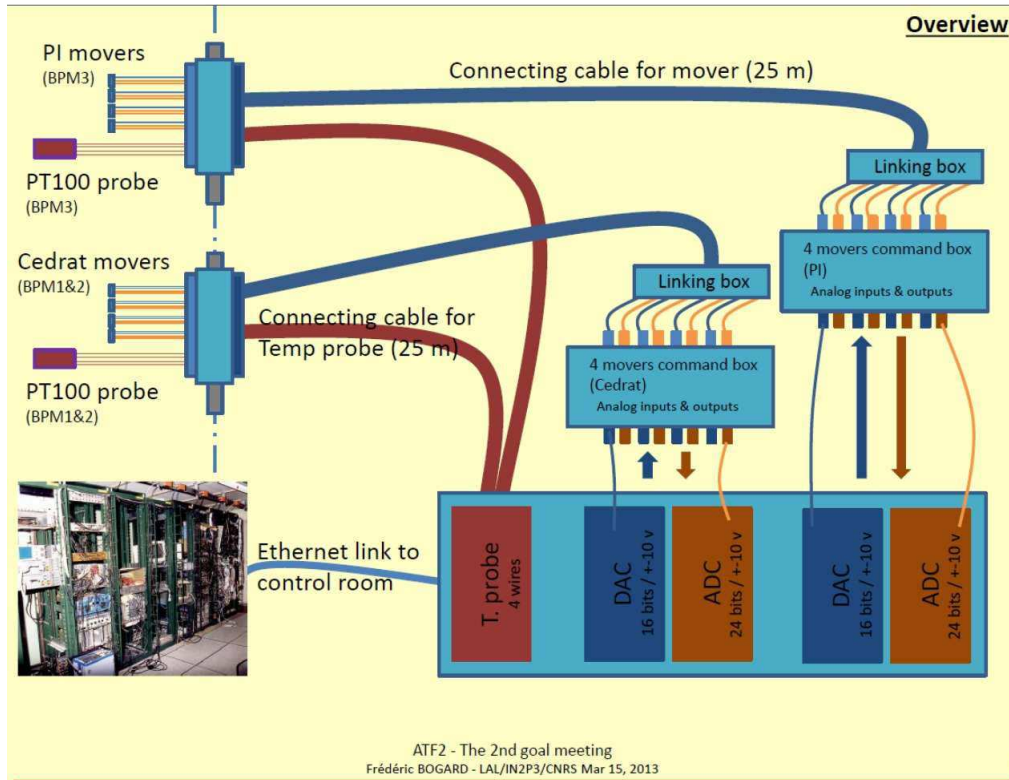 Overview
PI movers
(BPM3)
Connecting cable for mover (25 m)
PT100 probe
(BPM3)
Linking box
4 movers command box
(PI)
Analog inputs & outputs
Cedrat movers
(BPM1&2)
Linking box
Connecting cable for
Temp probe (25 m)
4 movers command box
(Cedrat)
Analog inputs & outputs
PT100 probe
(BPM1&2)
Ethernet link to
control room
T. probe
4 wires
DAC
16 bits / +-10 v
ADC
24 bits / +-10 v
DAC
16 bits / +-10 v
ADC
24 bits / +-10 v
ATF2 - The 2nd goal meeting
Frédéric BOGARD - LAL/IN2P3/CNRS Mar 15, 2013